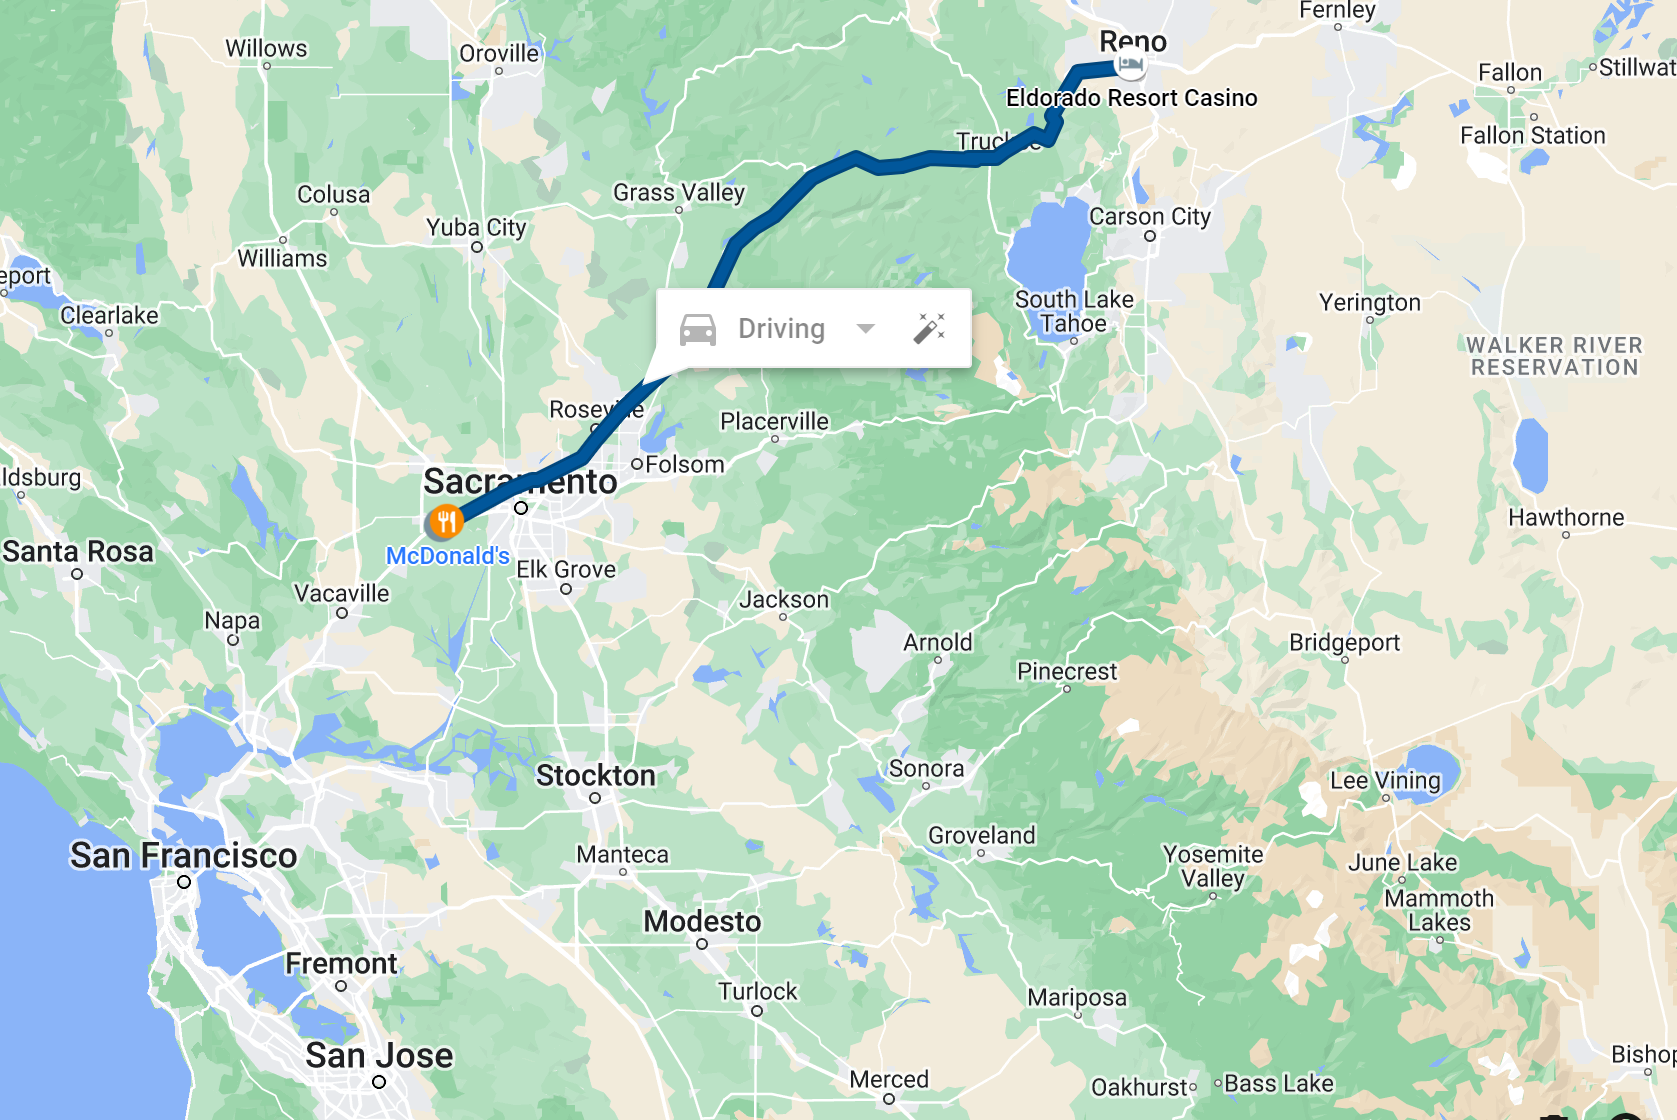 Fernley
Willows
Oroville
Reno
Fallon
Stillwat
Eldorado Resort Casino
Fallon Station
Colusa
Grass Valley
Yuba City
Carson City
Williams
eport
Clearlake
South Lake
Tahoe
Yerington
Driving
WALKER RIVER
RESERVATION
Roseville
Placerville
Folsom
Sacramento
ldsburg
Hawthorne
Santa Rosa
McDonald's
Elk Grove
Vacaville
Napa
Jackson
Arnold
Bridgeport
Pinecrest
Stockton
Sonora
Lee Vining
Groveland
San Francisco
Manteca
Yosemite
Valley
June Lake
Mammoth
Lakes
Modesto
Fremont
Turlock
Mariposa
San Jose
Merced
Oakhurst
Bass Lake
Bishop